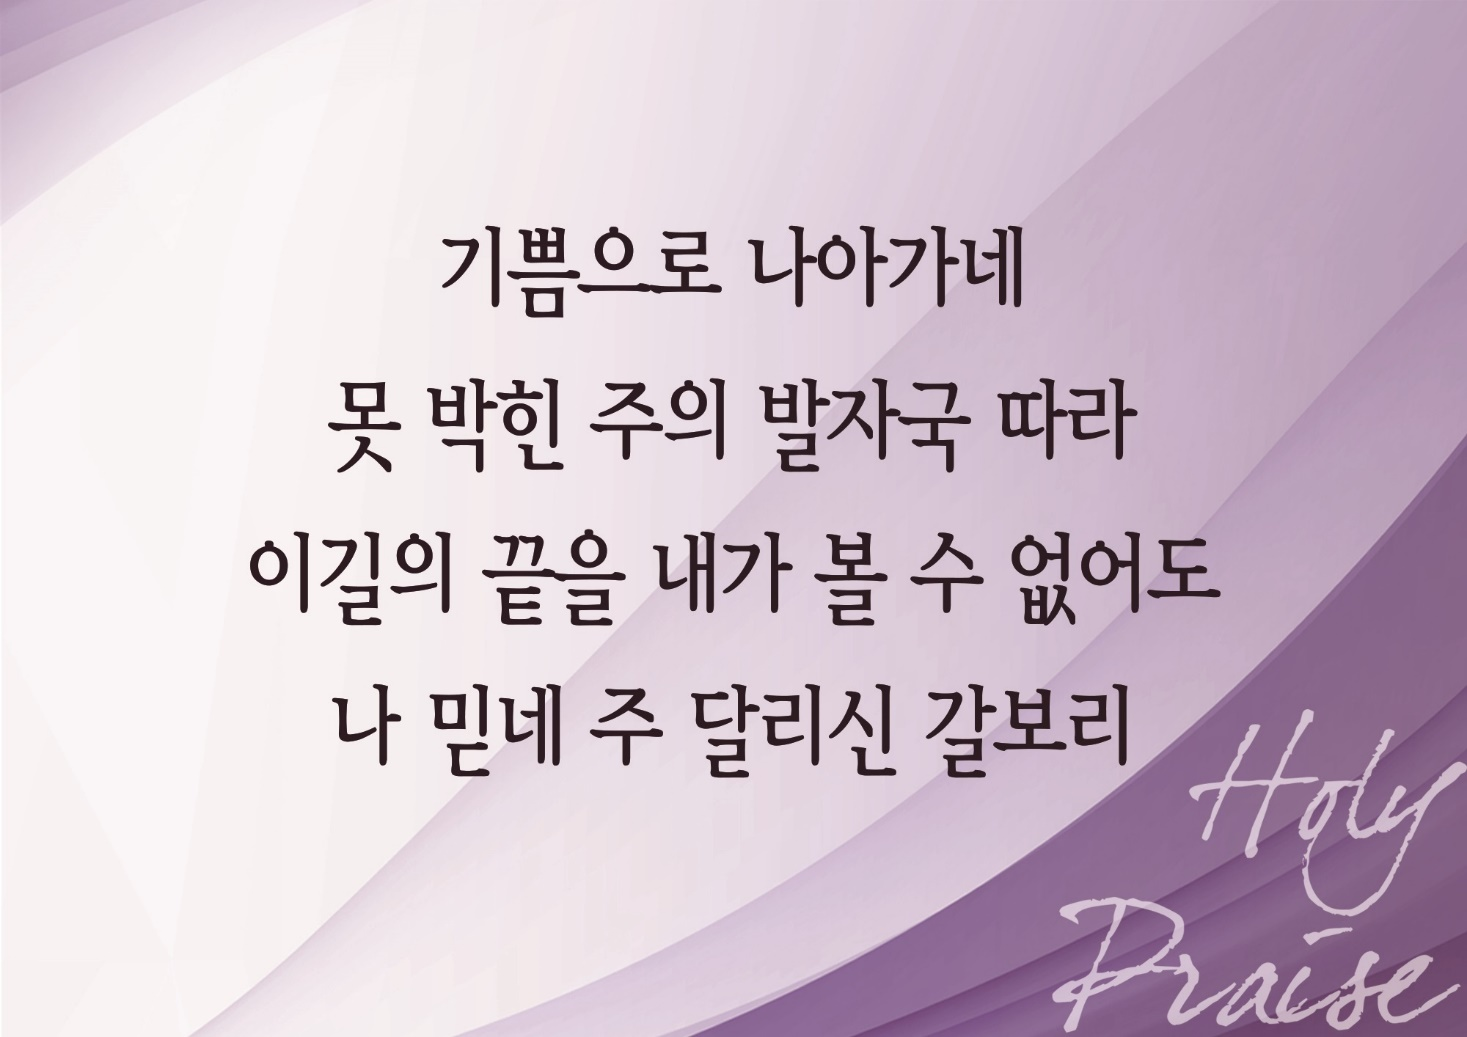 기쁨으로 나아가네
못 박힌 주의 발자국 따라
이길의 끝을 내가 볼 수 없어도
나 믿네 주 달리신 갈보리
Holy
Praise